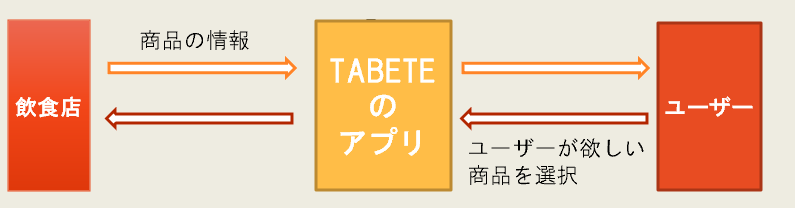 商品の情報
飲食店
TABETE
の
アプリ
ユーザー
ユーザーが欲しい
商品を選択